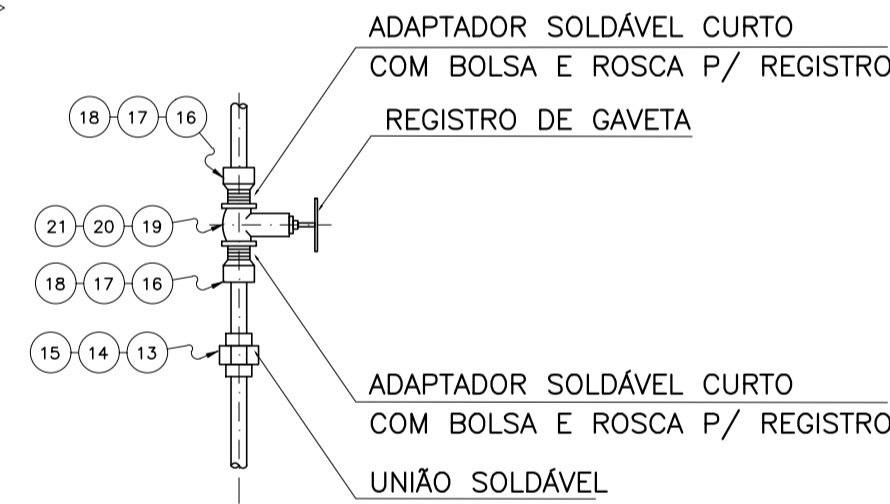 ADAPTADOR SOLDÁVEL CURTO
COM BOLSA E ROSCA P/ REGISTRO
18 17 16
REGISTRO DE GAVETA
21 20 19
18 17 16
15 14 13
ADAPTADOR SOLDÁVEL CURTO
COM BOLSA E ROSCA P/ REGISTRO
UNIÃO SOLDÁVEL